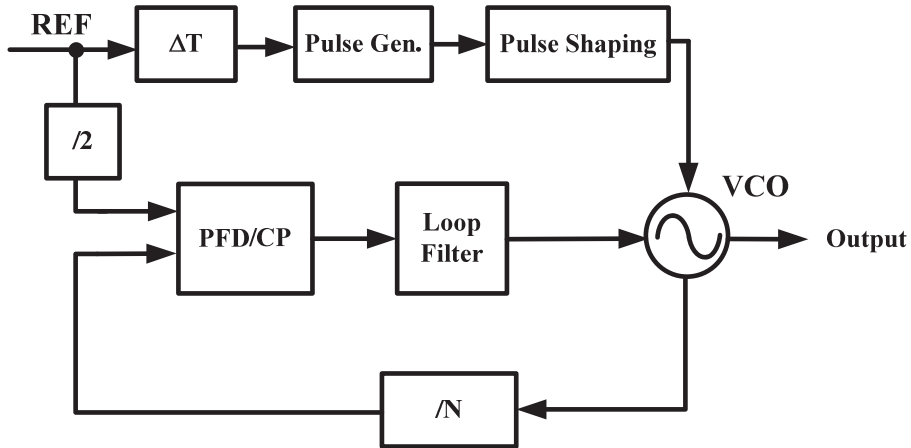 REF
ΔT
Pulse Gen.
Pulse Shaping
/2
VCO
PFD/CP
Loop
Filter
Output
/N